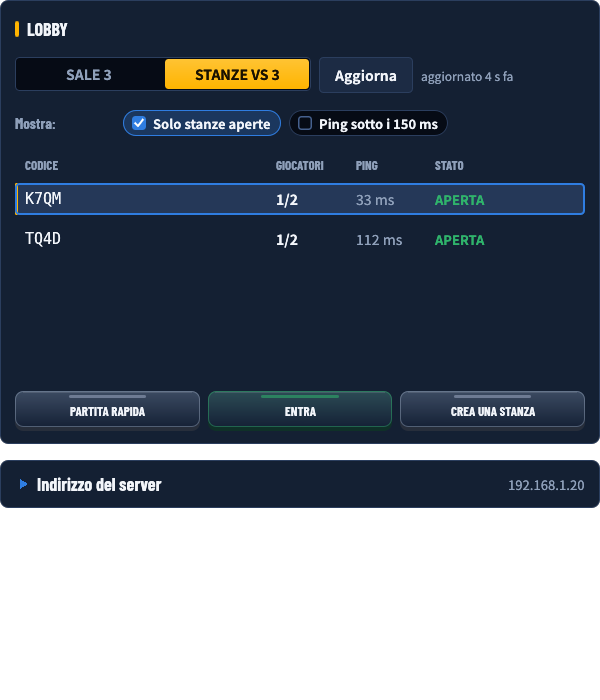 LOBBY
SALE 3 STANZE VS 3 Aggiorna aggiornato 4 s fa
Mostra: Solo stanze aperte Ping sotto i 150 ms
CODICE GIOCATORI PING STATO
K7QM 1/2 33 ms APERTA
TQ4D 1/2 112 ms APERTA
PARTITA RAPIDA ENTRA CREA UNA STANZA
Indirizzo del server 192.168.1.20